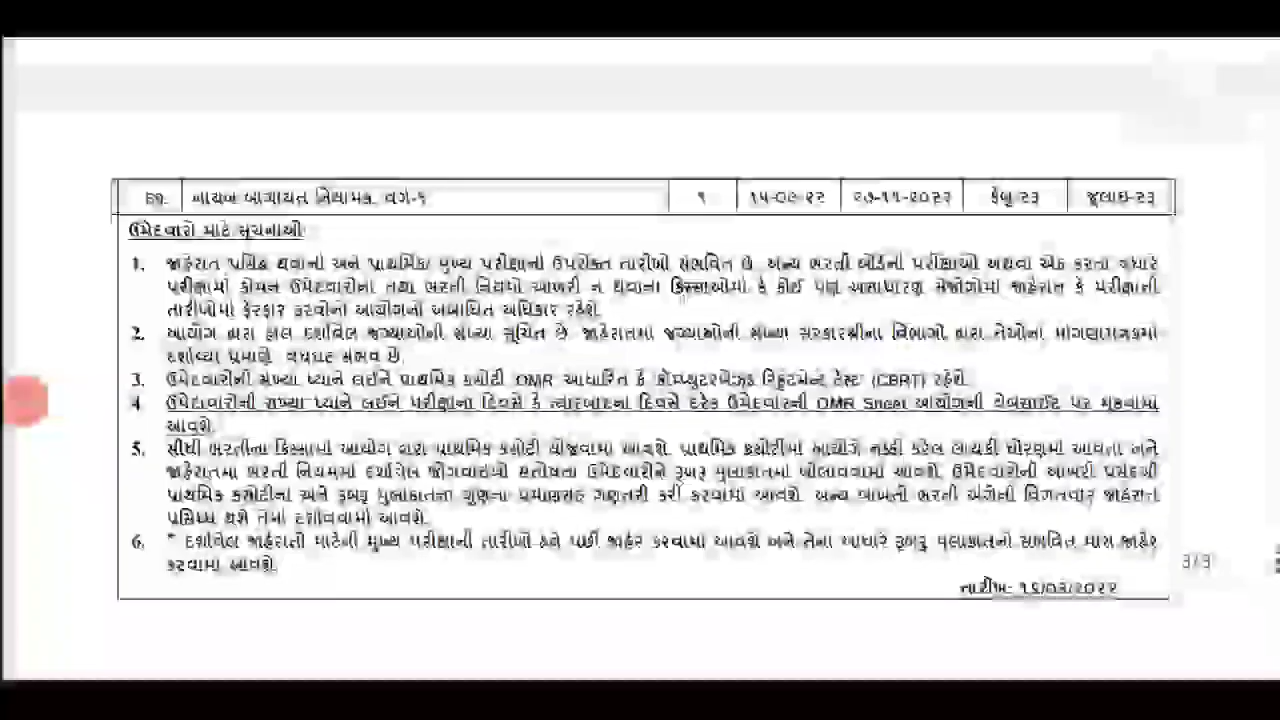 નાયબ બાગાયત નિયામક, વર્ગ-૧ ૧ ૨૭-૧૧-૨૦૨૨ ફેબ્રુ-૨૩ જુલાઇ-૨૩
ઉમેદવારો માટે સૂચનાઓ
1. જાહેરાત પ્રસિદ્ધ થવાની અને પ્રાથમિક/ મુખ્ય પરીક્ષાની ઉપરોક્ત તારીખો સંભવિત છે. અન્ય ભરતી બોર્ડની પરીક્ષાઓ અથવા એક કરતા વધારે
પરીક્ષામાં કોમન ઉમેદવારોના તથા ભરતી નિયમો આખરી ન થવાના કિસ્સાઓમાં કે કોઈ પણ અસાધારણ સંજોગોમાં જાહેરાત કે પરીક્ષાની
તારીખોમાં ફેરફાર કરવાનો આયોગનો અબાધિત અધિકાર રહેશે.
2. આયોગ દ્વારા હાલ દર્શાવેલ જગ્યાઓની સંખ્યા સૂચિત છે. જાહેરાતમાં જગ્યાઓની સંખ્યા સરકારશ્રીના વિભાગો દ્વારા તેઓના માંગણાપત્રકમાં
દર્શાવ્યા પ્રમાણે વધઘટ સંભવ છે.
3. ઉમેદવારોની સંખ્યા ધ્યાને લઈને પ્રાથમિક કસોટી OMR આધારિત કે કોમ્પ્યુટરબેઇઝ્ડ રિક્રુટમેન્ટ ટેસ્ટ (CBRT) રહેશે.
4. ઉમેદવારોની સંખ્યા ધ્યાને લઈને પરીક્ષાના દિવસે કે ત્યારબાદના દિવસે દરેક ઉમેદવારની OMR Sheet આયોગની વેબસાઈટ પર મૂકવામાં
આવશે.
5. સીધી ભરતીના કિસ્સામાં આયોગ દ્વારા પ્રાથમિક કસોટી યોજવામાં આવશે. પ્રાથમિક કસોટીમાં આયોગે નક્કી કરેલ લાયકી ધોરણમાં આવતા અને
જાહેરાતમાં ભરતી નિયમમાં દર્શાવેલ જોગવાઇઓ સંતોષતા ઉમેદવારોને રૂબરૂ મુલાકાતમાં બોલાવવામાં આવશે. ઉમેદવારોની આખરી પસંદગી
પ્રાથમિક કસોટીના અને રૂબરૂ મુલાકાતના ગુણના પ્રમાણસહ ગણતરી કરી કરવામાં આવશે. અન્ય બાબતો ભરતી અંગેની વિગતવાર જાહેરાત
પ્રસિધ્ધ થશે તેમાં દર્શાવવામાં આવશે.
6. * દર્શાવેલ જાહેરાતો માટેની મુખ્ય પરીક્ષાની તારીખો હવે પછી જાહેર કરવામાં આવશે અને તેના આધારે રૂબરૂ મુલાકાતનો સંભવિત માસ જાહેર
કરવામાં આવશે.
3/3
તારીખ: ૧૬/૦૩/૨૦૨૨